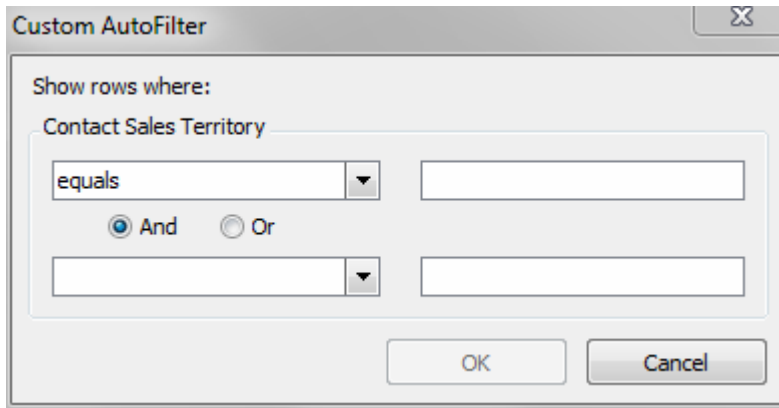 Custom AutoFilter
Show rows where:
Contact Sales Territory
equals
And Or
OK Cancel